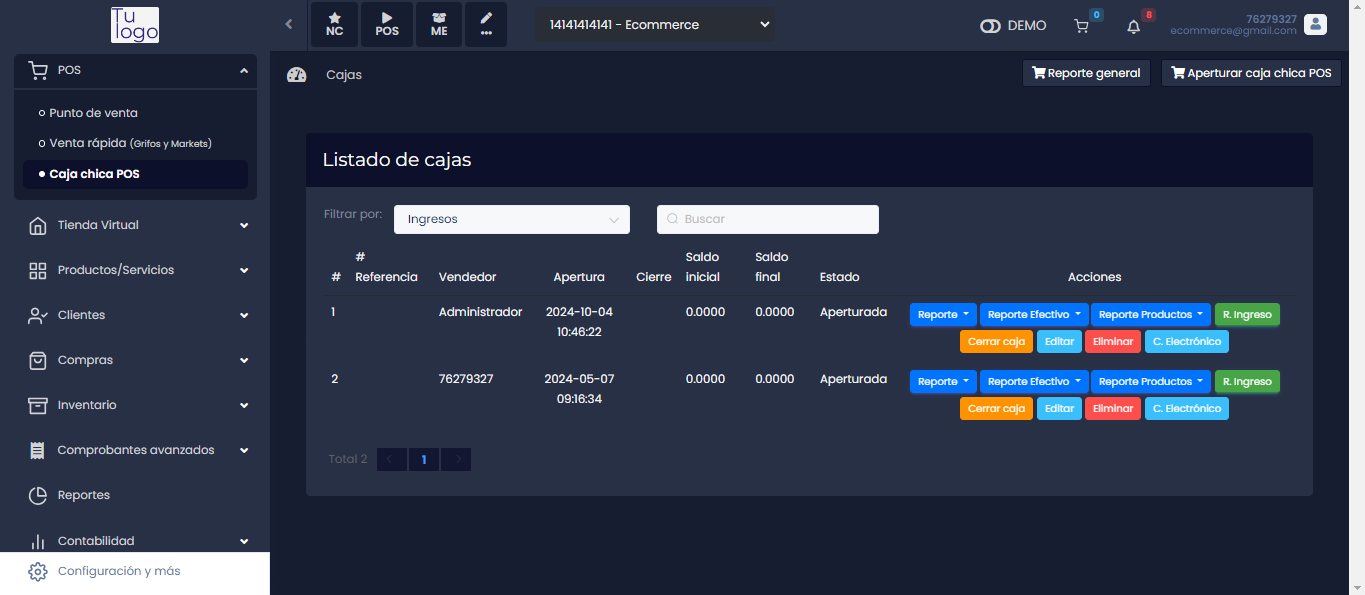 Tu
logo
NC
POS
ME
14141414141 - Ecommerce
DEMO
0
8
76279327
ecommerce@gmail.com
POS
Punto de venta
Venta rápida (Grifos y Markets)
Caja chica POS
Tienda Virtual
Productos/Servicios
Clientes
Compras
Inventario
Comprobantes avanzados
Reportes
Contabilidad
Configuración y más
Cajas
Reporte general
Aperturar caja chica POS
Listado de cajas
Filtrar por:
Ingresos
Buscar
# # Referencia Vendedor Apertura Cierre Saldo inicial Saldo final Estado Acciones
1 Administrador 2024-10-04 0.0000 0.0000 Aperturada Reporte Reporte Efectivo Reporte Productos R. Ingreso
10:46:22
Cerrar caja Editar Eliminar C. Electrónico
2 76279327 2024-05-07 0.0000 0.0000 Aperturada Reporte Reporte Efectivo Reporte Productos R. Ingreso
09:16:34
Cerrar caja Editar Eliminar C. Electrónico
Total 2
1